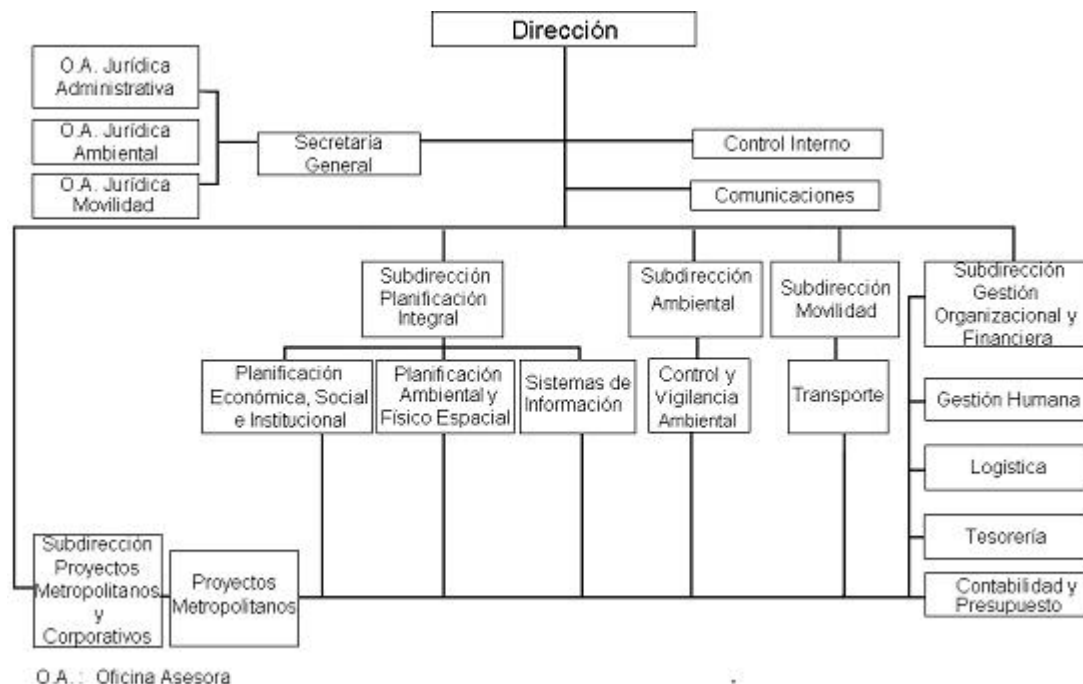 Dirección
O.A. Jurídica
Administrativa
O.A. Jurídica
Ambiental
O.A. Jurídica
Movilidad
Secretaría
General
Control Interno
Comunicaciones
Subdirección
Planificación
Integral
Subdirección
Ambiental
Subdirección
Movilidad
Subdirección
Gestión
Organizacional y
Financiera
Planificación
Económica, Social
e Institucional
Planificación
Ambiental y
Físico Espacial
Sistemas de
Información
Control y
Vigilancia
Ambiental
Transporte
Gestión Humana
Logística
Tesorería
Contabilidad y
Presupuesto
Subdirección
Proyectos
Metropolitanos
y
Corporativos
Proyectos
Metropolitanos
O.A. : Oficina Asesora